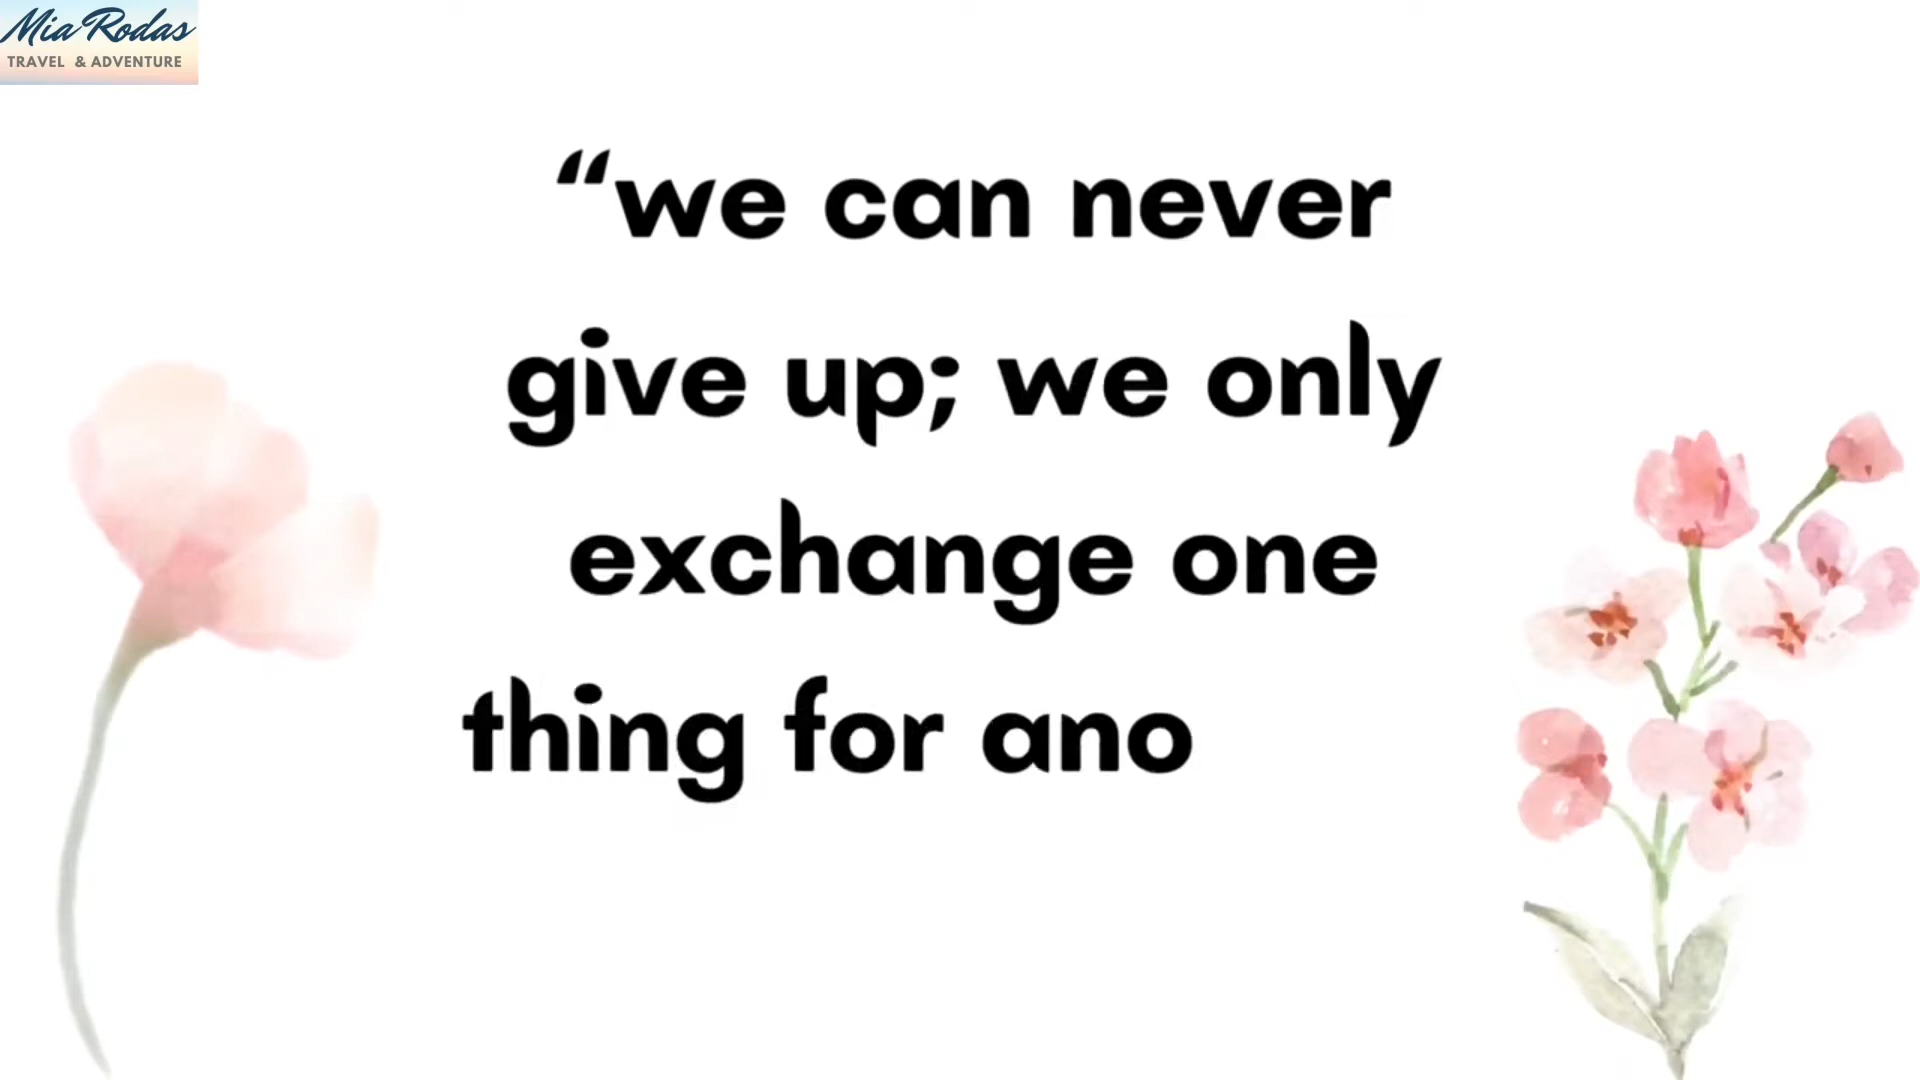 Mia Rodas
TRAVEL & ADVENTURE
“we can never
give up; we only
exchange one
thing for ano